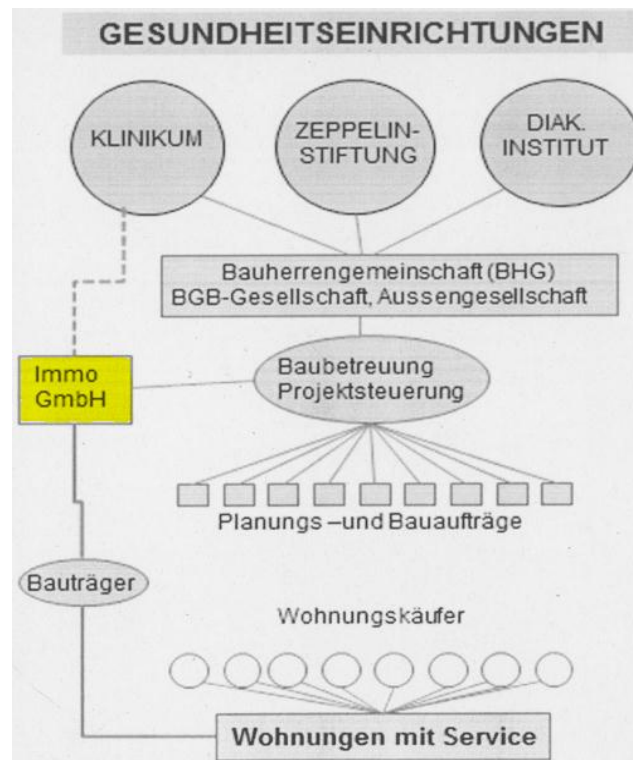 GESUNDHEITSEINRICHTUNGEN
KLINIKUM
ZEPPELIN-
STIFTUNG
DIAK.
INSTITUT
Bauherrengemeinschaft (BHG)
BGB-Gesellschaft, Aussengesellschaft
Immo
GmbH
Baubetreuung
Projektsteuerung
Planungs –und Bauaufträge
Bauträger
Wohnungskäufer
Wohnungen mit Service